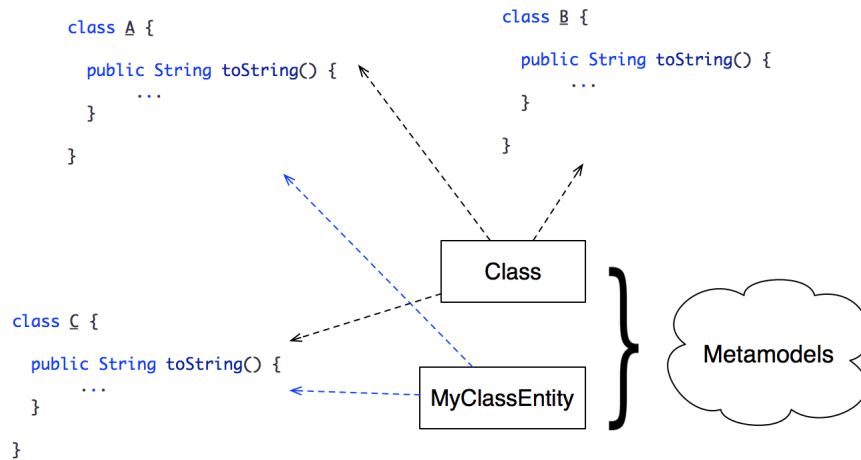 class A {
public String toString() {
...
}
}
class B {
public String toString() {
...
}
}
Class
class C {
public String toString() {
...
}
}
MyClassEntity
}
Metamodels